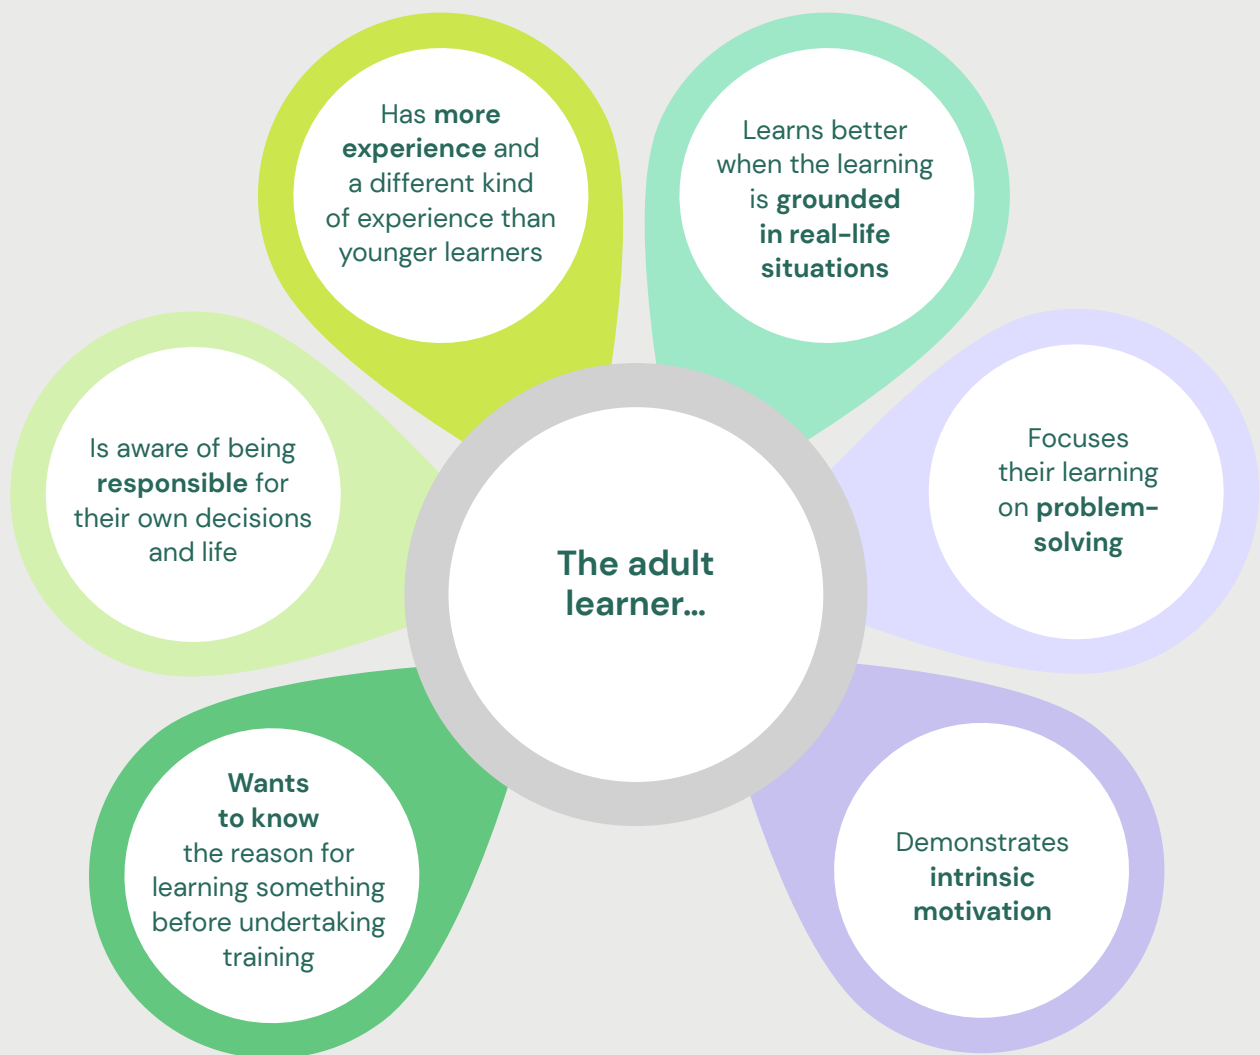 Has more
experience and
a different kind
of experience than
younger learners
Learns better
when the learning
is grounded
in real-life
situations
Is aware of being
responsible for
their own decisions
and life
Focuses
their learning
on problem-
solving
The adult
learner...
Wants
to know
the reason for
learning something
before undertaking
training
Demonstrates
intrinsic
motivation